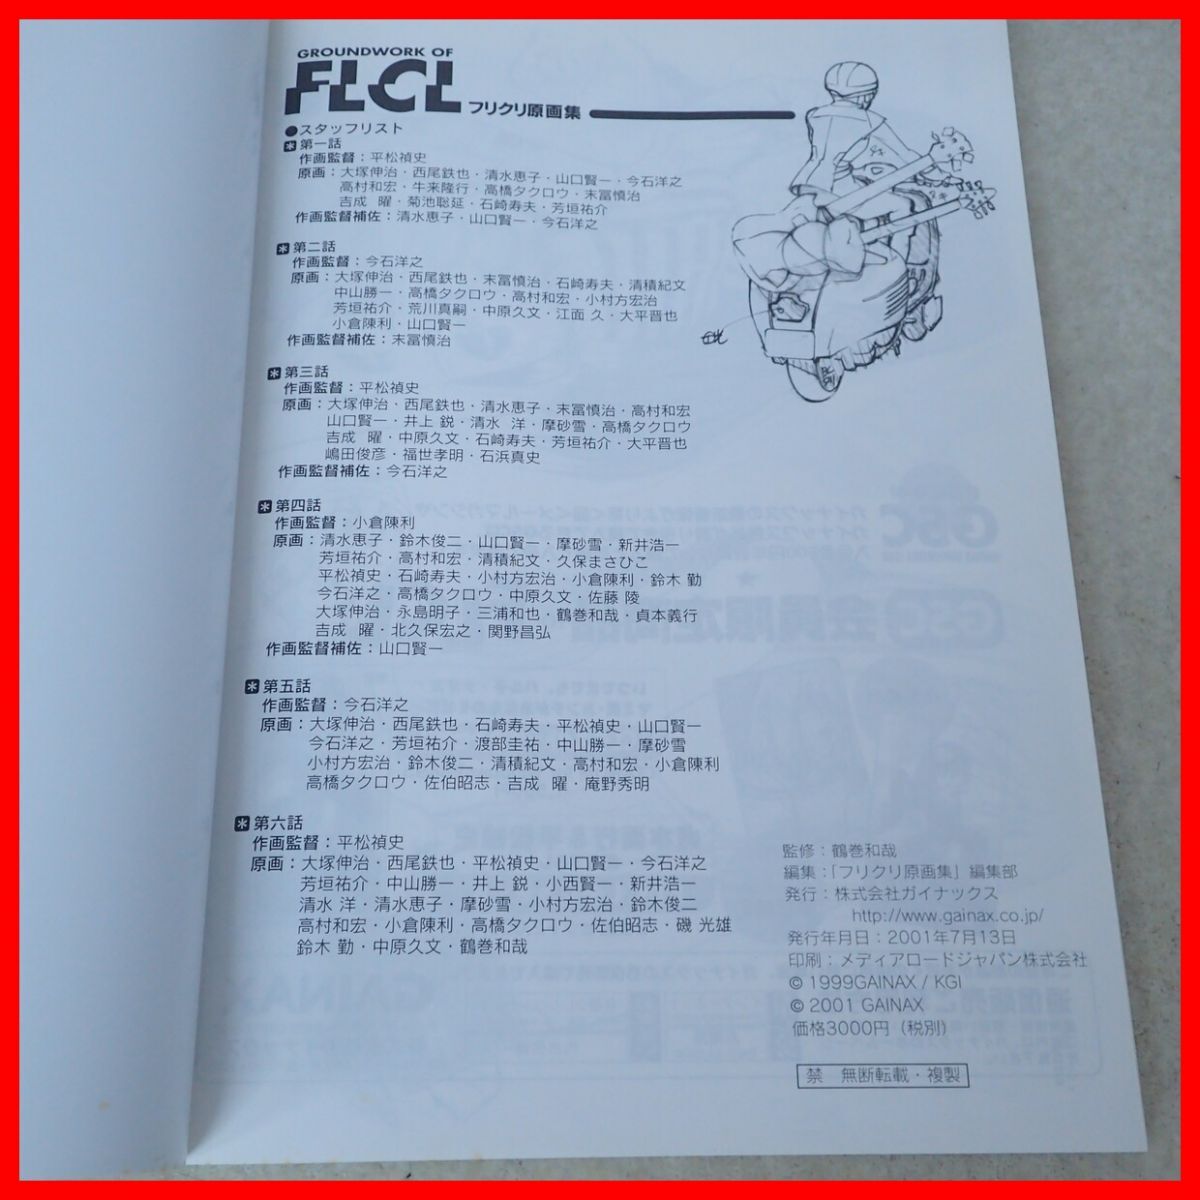 GROUNDWORK OF
FLCL フリクリ原画集
●スタッフリスト
＊第一話
作画監督：平松禎史
原画：大塚伸治・西尾鉄也・清水恵子・山口賢一・今石洋之
高村和宏・牛来隆行・高橋タクロウ・末冨慎治
吉成 曜・菊池聡延・石崎寿夫・芳垣祐介
作画監督補佐：清水恵子・山口賢一・今石洋之
＊第二話
作画監督：今石洋之
原画：大塚伸治・西尾鉄也・末冨慎治・石崎寿夫・清積紀文
中山勝一・高橋タクロウ・高村和宏・小村方宏治
芳垣祐介・荒川真嗣・中原久文・江面 久・大平晋也
小倉陳利・山口賢一
作画監督補佐：末冨慎治
＊第三話
作画監督：平松禎史
原画：大塚伸治・西尾鉄也・清水恵子・末冨慎治・高村和宏
山口賢一・井上 鋭・清水 洋・摩砂雪・高橋タクロウ
吉成 曜・中原久文・石崎寿夫・芳垣祐介・大平晋也
嶋田俊彦・福世孝明・石浜真史
作画監督補佐：今石洋之
＊第四話
作画監督：小倉陳利
原画：清水恵子・鈴木俊二・山口賢一・摩砂雪・新井浩一
芳垣祐介・高村和宏・清積紀文・久保まさひこ
平松禎史・石崎寿夫・小村方宏治・小倉陳利・鈴木 勤
今石洋之・高橋タクロウ・中原久文・佐藤 陵
大塚伸治・永島明子・三浦和也・鶴巻和哉・貞本義行
吉成 曜・北久保宏之・関野昌弘
作画監督補佐：山口賢一
＊第五話
作画監督：今石洋之
原画：大塚伸治・西尾鉄也・石崎寿夫・平松禎史・山口賢一
今石洋之・芳垣祐介・渡部圭祐・中山勝一・摩砂雪
小村方宏治・鈴木俊二・清積紀文・高村和宏・小倉陳利
高橋タクロウ・佐伯昭志・吉成 曜・庵野秀明
＊第六話
作画監督：平松禎史
原画：大塚伸治・西尾鉄也・平松禎史・山口賢一・今石洋之
芳垣祐介・中山勝一・井上 鋭・小西賢一・新井浩一
清水 洋・清水恵子・摩砂雪・小村方宏治・鈴木俊二
高村和宏・小倉陳利・高橋タクロウ・佐伯昭志・磯 光雄
鈴木 勤・中原久文・鶴巻和哉
監修：鶴巻和哉
編集：「フリクリ原画集」編集部
発行：株式会社ガイナックス
http://www.gainax.co.jp/
発行年月日：2001年7月13日
印刷：メディアロードジャパン株式会社
© 1999GAINAX / KGI
© 2001 GAINAX
価格3000円（税別）
禁 無断転載・複製